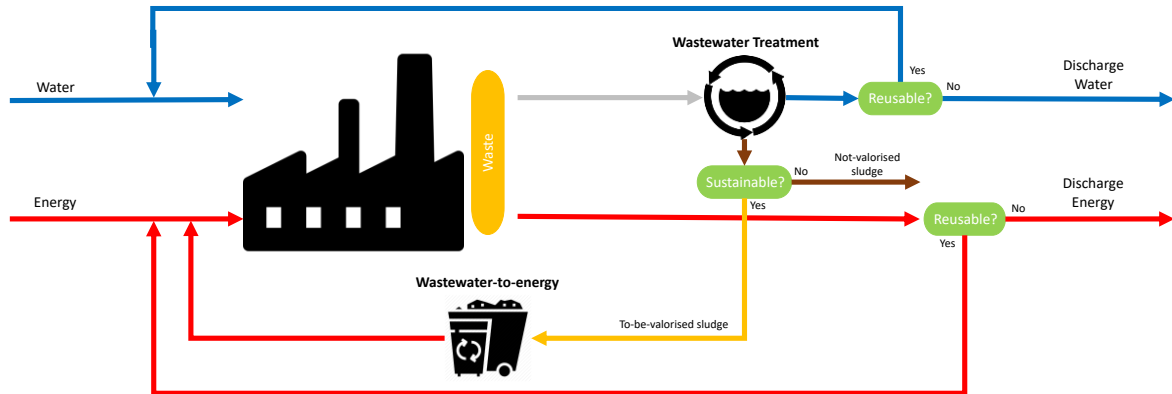 Wastewater Treatment
Water
Yes
No
Discharge
Water
Reusable?
Waste
Sustainable?
No
Not-valorised
sludge
Yes
Energy
Discharge
Energy
Reusable?
No
Yes
Wastewater-to-energy
To-be-valorised sludge